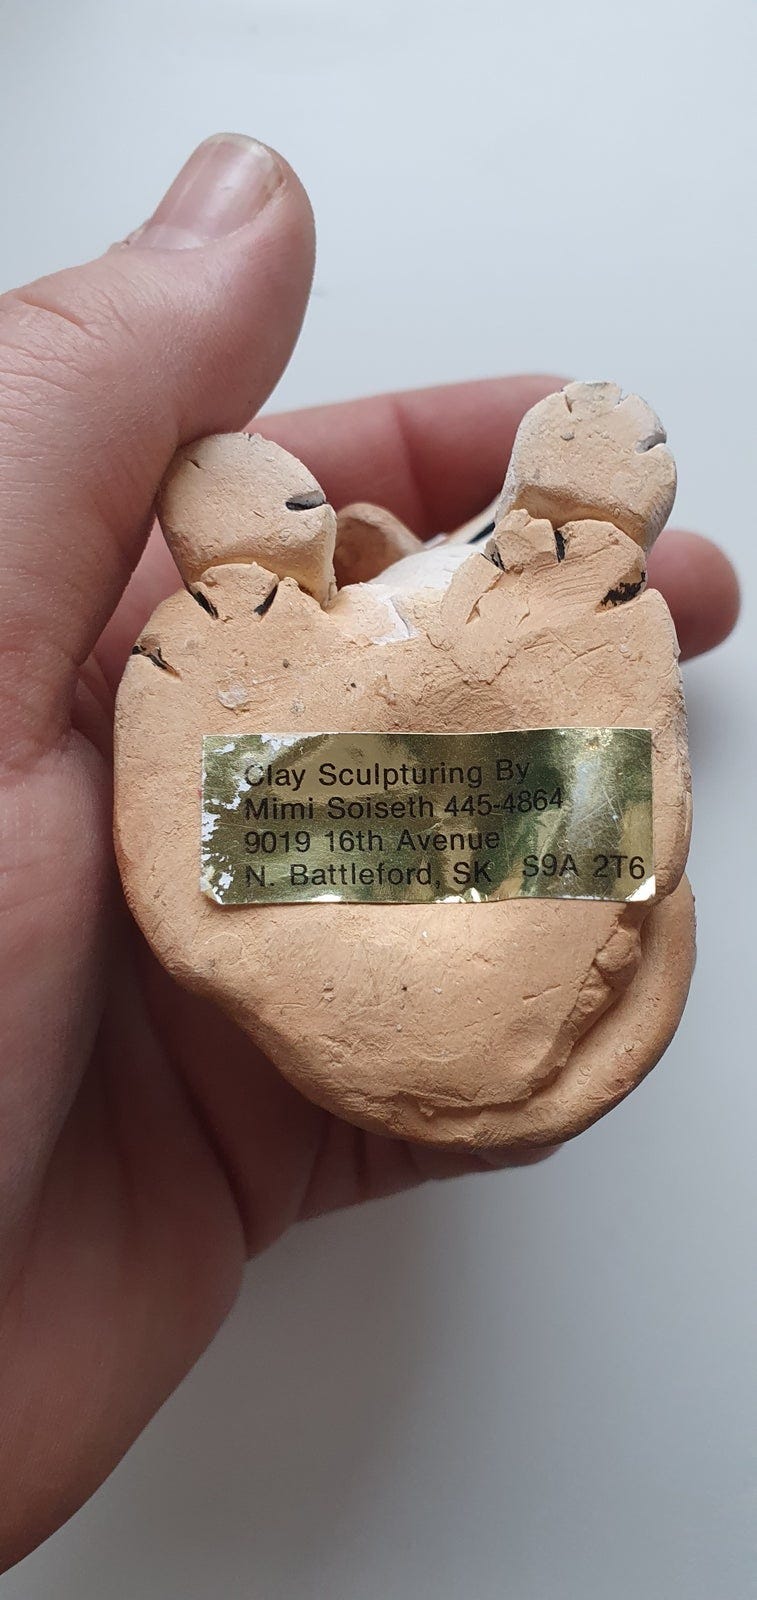 Clay Sculpturing By
Mimi Soiseth 445-4864
9019 16th Avenue
N. Battleford, SK S9A 2T6